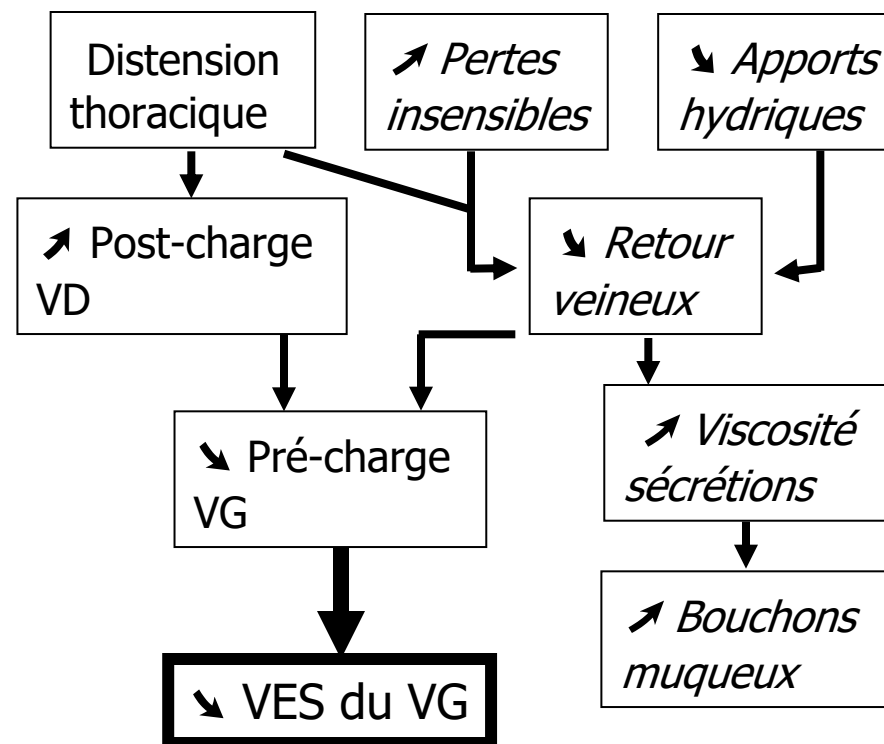 Distension
thoracique
➚ Pertes
insensibles
➘ Apports
hydriques
➚ Post-charge
VD
➘ Retour
veineux
➘ Pré-charge
VG
➚ Viscosité
sécrétions
➚ Bouchons
muqueux
➘ VES du VG